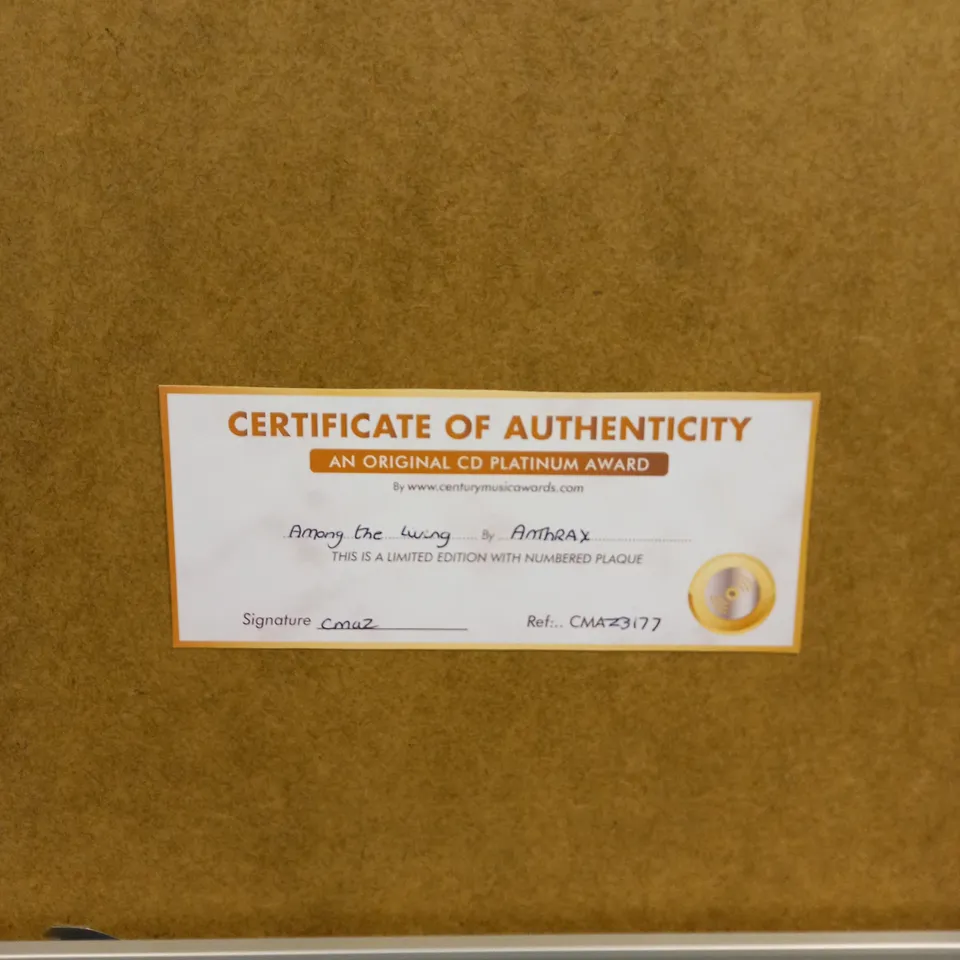 CERTIFICATE OF AUTHENTICITY
AN ORIGINAL CD PLATINUM AWARD
By www.centurymusicawards.com
Among the Living By AnThRAX
THIS IS A LIMITED EDITION WITH NUMBERED PLAQUE
Signature cmaz Ref:.. CMAZ3177